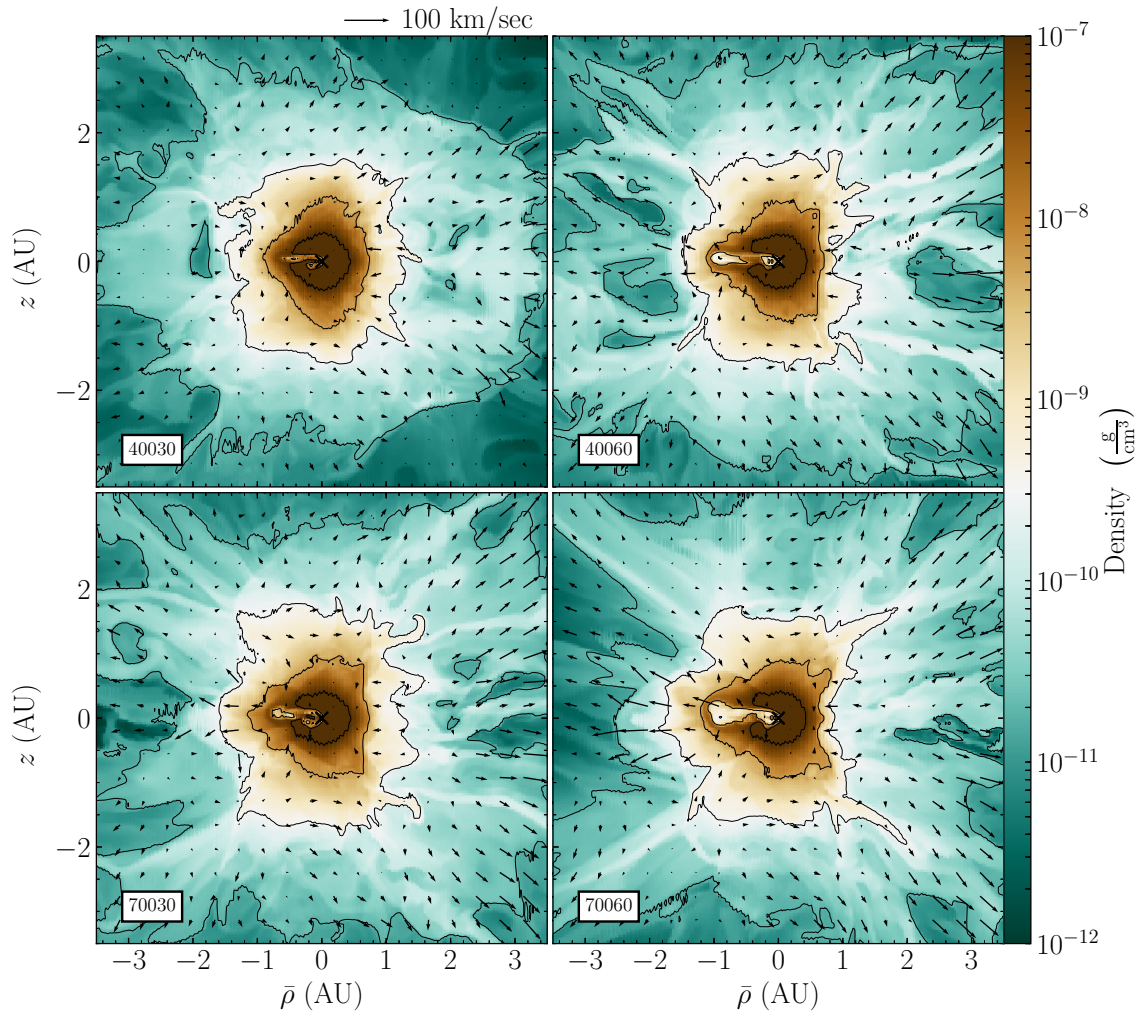 100 km/sec
z (AU)
2
0
−2
40030
40060
z (AU)
2
0
−2
70030
70060
−3 −2 −1 0 1 2 3
−3 −2 −1 0 1 2 3
ρ̄ (AU)
ρ̄ (AU)
10⁻⁷
10⁻⁸
10⁻⁹
10⁻¹⁰
10⁻¹¹
10⁻¹²
Density (g/cm³)